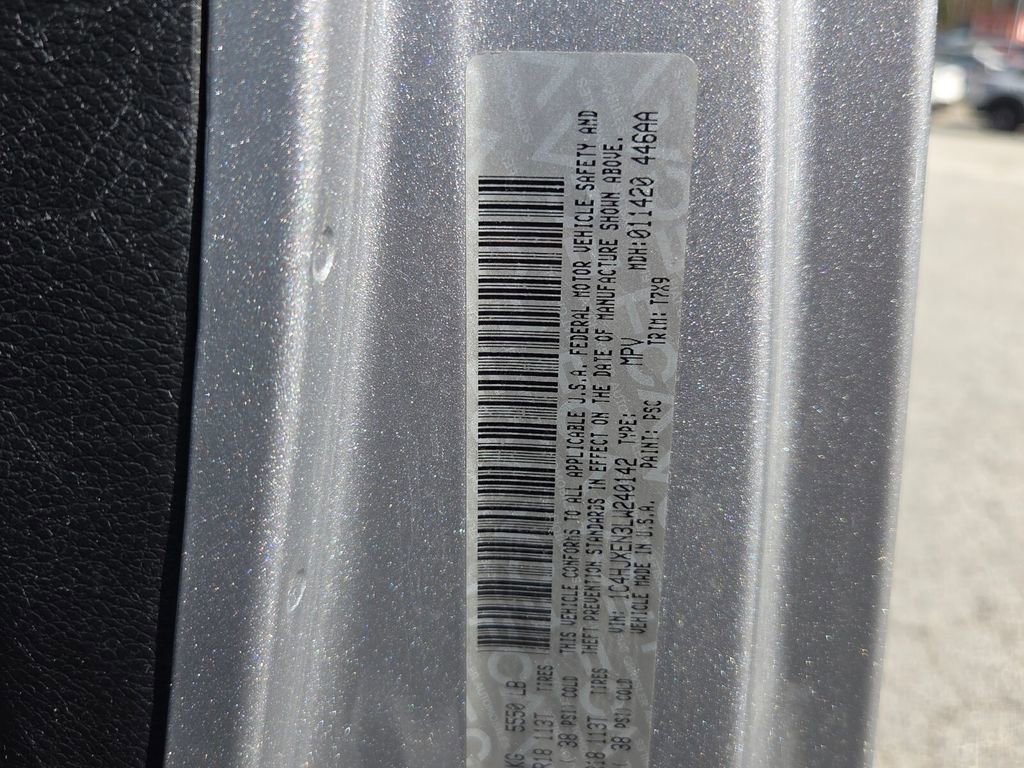 KG 5550 LB
R18 113T TIRES
( 38 PSI) COLD
R18 113T TIRES
( 38 PSI) COLD
THIS VEHICLE CONFORMS TO ALL APPLICABLE U.S.A. FEDERAL MOTOR VEHICLE SAFETY AND
THEFT PREVENTION STANDARDS IN EFFECT ON THE DATE OF MANUFACTURE SHOWN ABOVE.
VIN: 1C4HJXEN3LW240142 TYPE: MPV MDH:011420 446AA
VEHICLE MADE IN U.S.A. PAINT: PSC TRIM: T7X9